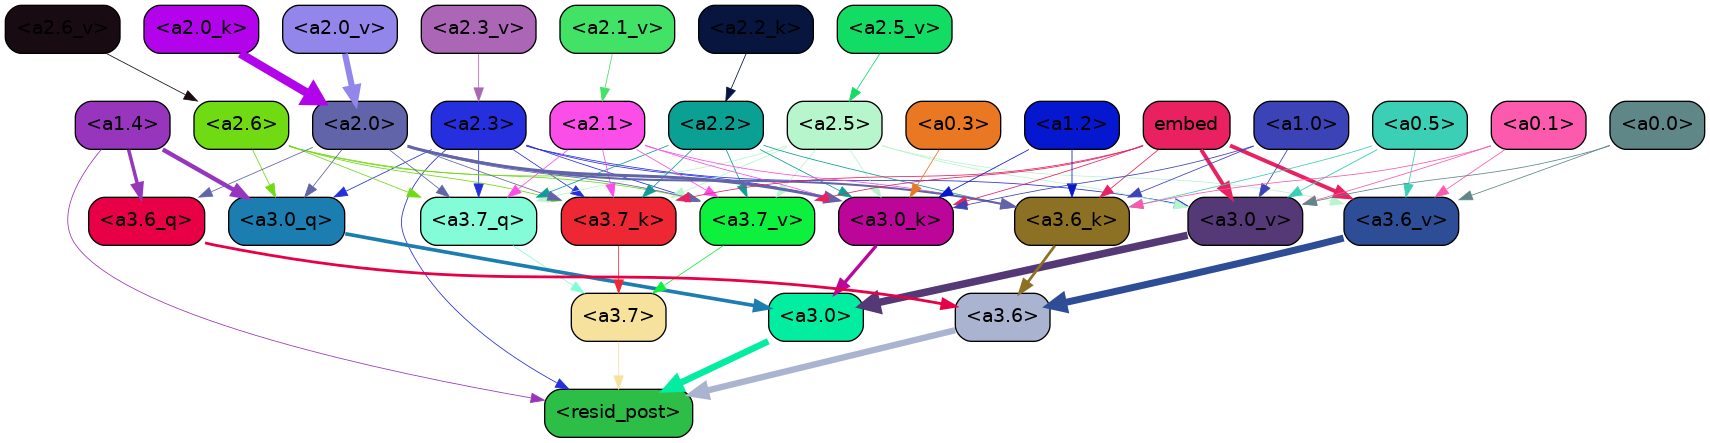 <a2.6_v> <a2.0_k> <a2.0_v> <a2.3_v> <a2.1_v> <a2.2_k> <a2.5_v>
<a1.4> <a2.6> <a2.0> <a2.3> <a2.1> <a2.2> <a2.5> <a0.3> <a1.2> embed <a1.0> <a0.5> <a0.1> <a0.0>
<a3.6_q> <a3.0_q> <a3.7_q> <a3.7_k> <a3.7_v> <a3.0_k> <a3.6_k> <a3.0_v> <a3.6_v>
<a3.7> <a3.0> <a3.6>
<resid_post>